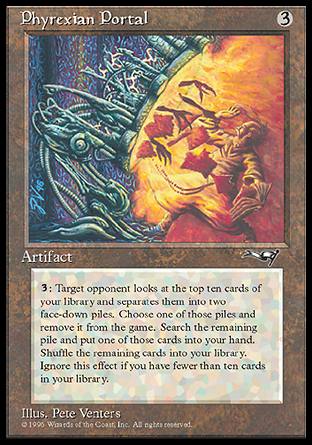 Phyrexian Portal 3
PV 96
Artifact
3: Target opponent looks at the top ten cards of
your library and separates them into two
face-down piles. Choose one of those piles and
remove it from the game. Search the remaining
pile and put one of those cards into your hand.
Shuffle the remaining cards into your library.
Ignore this effect if you have fewer than ten cards
in your library.
Illus. Pete Venters
© 1996 Wizards of the Coast, Inc. All rights reserved.